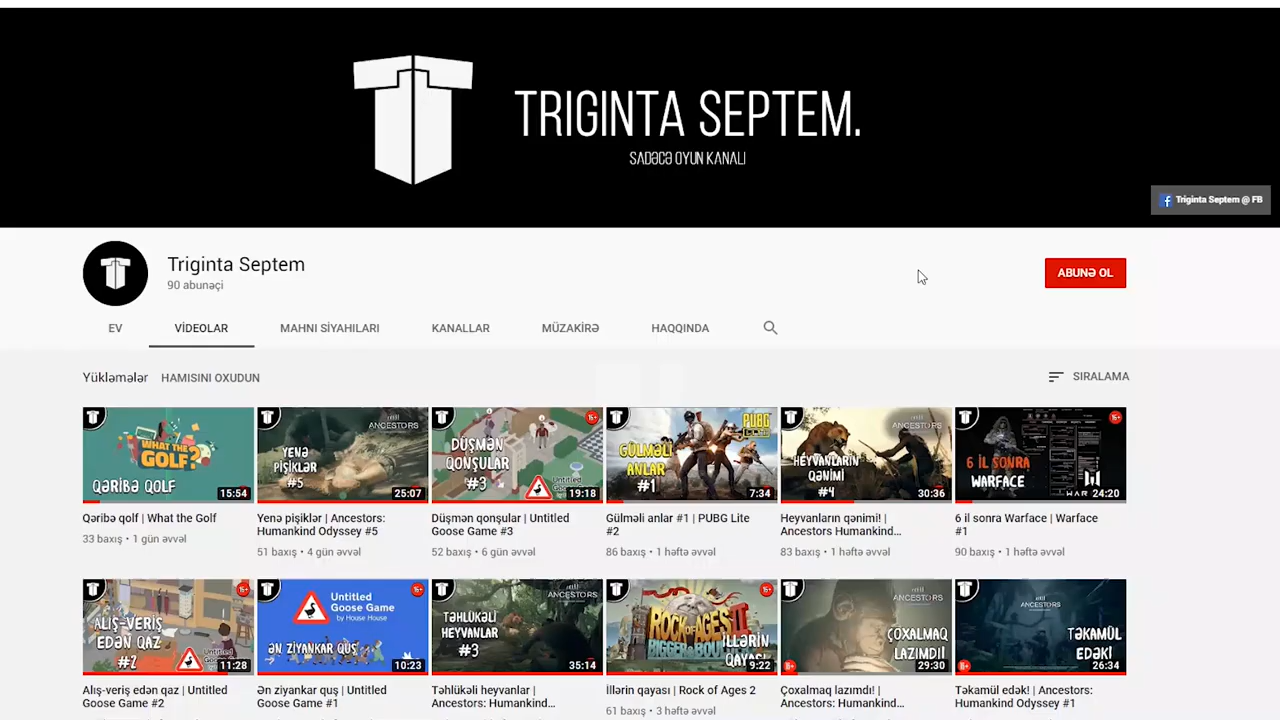 TRIGINTA SEPTEM.
SADƏCƏ OYUN KANALI
Triginta Septem @ FB
Triginta Septem
90 abunəçi
ABUNƏ OL
EV VİDEOLAR MAHNI SİYAHILARI KANALLAR MÜZAKİRƏ HAQQINDA
Yükləmələr HAMISINI OXUDUN SIRALAMA
WHAT THE GOLF?
QƏRİBƏ QOLF
15:54
ANCESTORS
YENƏ PİŞİKLƏR #5
25:07
DÜŞMƏN QONŞULAR #3
16+
19:18
PUBG LITE
GÜLMƏLİ ANLAR #1
7:34
ANCESTORS
HEYVANLARIN QƏNİMİ #4
30:36
16+
6 İL SONRA WARFACE
24:20
Qəribə qolf | What the Golf
33 baxış • 1 gün əvvəl
Yenə pişiklər | Ancestors:
Humankind Odyssey #5
51 baxış • 4 gün əvvəl
Düşmən qonşular | Untitled
Goose Game #3
52 baxış • 6 gün əvvəl
Gülməli anlar #1 | PUBG Lite
#2
86 baxış • 1 həftə əvvəl
Heyvanların qənimi! |
Ancestors Humankind...
83 baxış • 1 həftə əvvəl
6 il sonra Warface | Warface
#1
90 baxış • 1 həftə əvvəl
16+
ALIŞ-VERİŞ
EDƏN QAZ
#2
11:28
16+
Untitled
Goose Game
by House House
ƏN ZİYANKAR QUŞ
10:23
ANCESTORS
TƏHLÜKƏLİ
HEYVANLAR
#3
35:14
16+
ROCK OF AGES II
BIGGER & BOULDER
İLLƏRİN
QAYASI
9:22
ANCESTORS
ÇOXALMAQ
LAZIMDI!
16+
29:30
ANCESTORS
TƏKAMÜL
EDƏK!
16+
26:34
Alış-veriş edən qaz | Untitled
Goose Game #2
Ən ziyankar quş | Untitled
Goose Game #1
Təhlükəli heyvanlar |
Ancestors: Humankind...
İllərin qayası | Rock of Ages 2
61 baxış • 3 həftə əvvəl
Çoxalmaq lazımdı! |
Ancestors: Humankind...
Təkamül edək! | Ancestors:
Humankind Odyssey #1